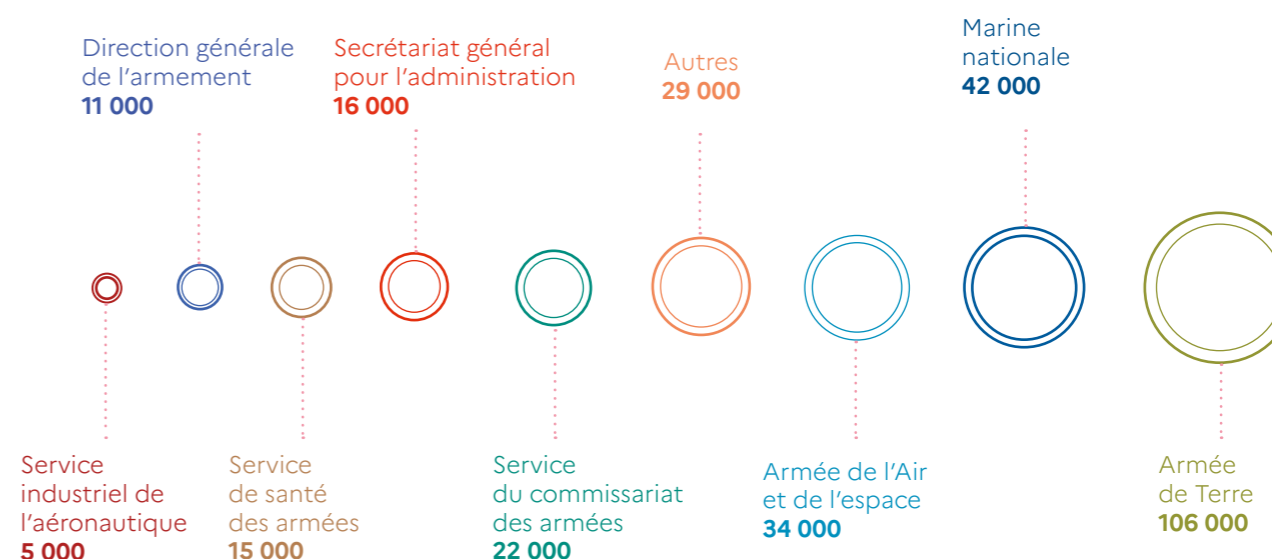 Direction générale
de l'armement
11 000
Secrétariat général
pour l'administration
16 000
Autres
29 000
Marine
nationale
42 000
Service
industriel de
l'aéronautique
5 000
Service
de santé
des armées
15 000
Service
du commissariat
des armées
22 000
Armée de l'Air
et de l'espace
34 000
Armée
de Terre
106 000